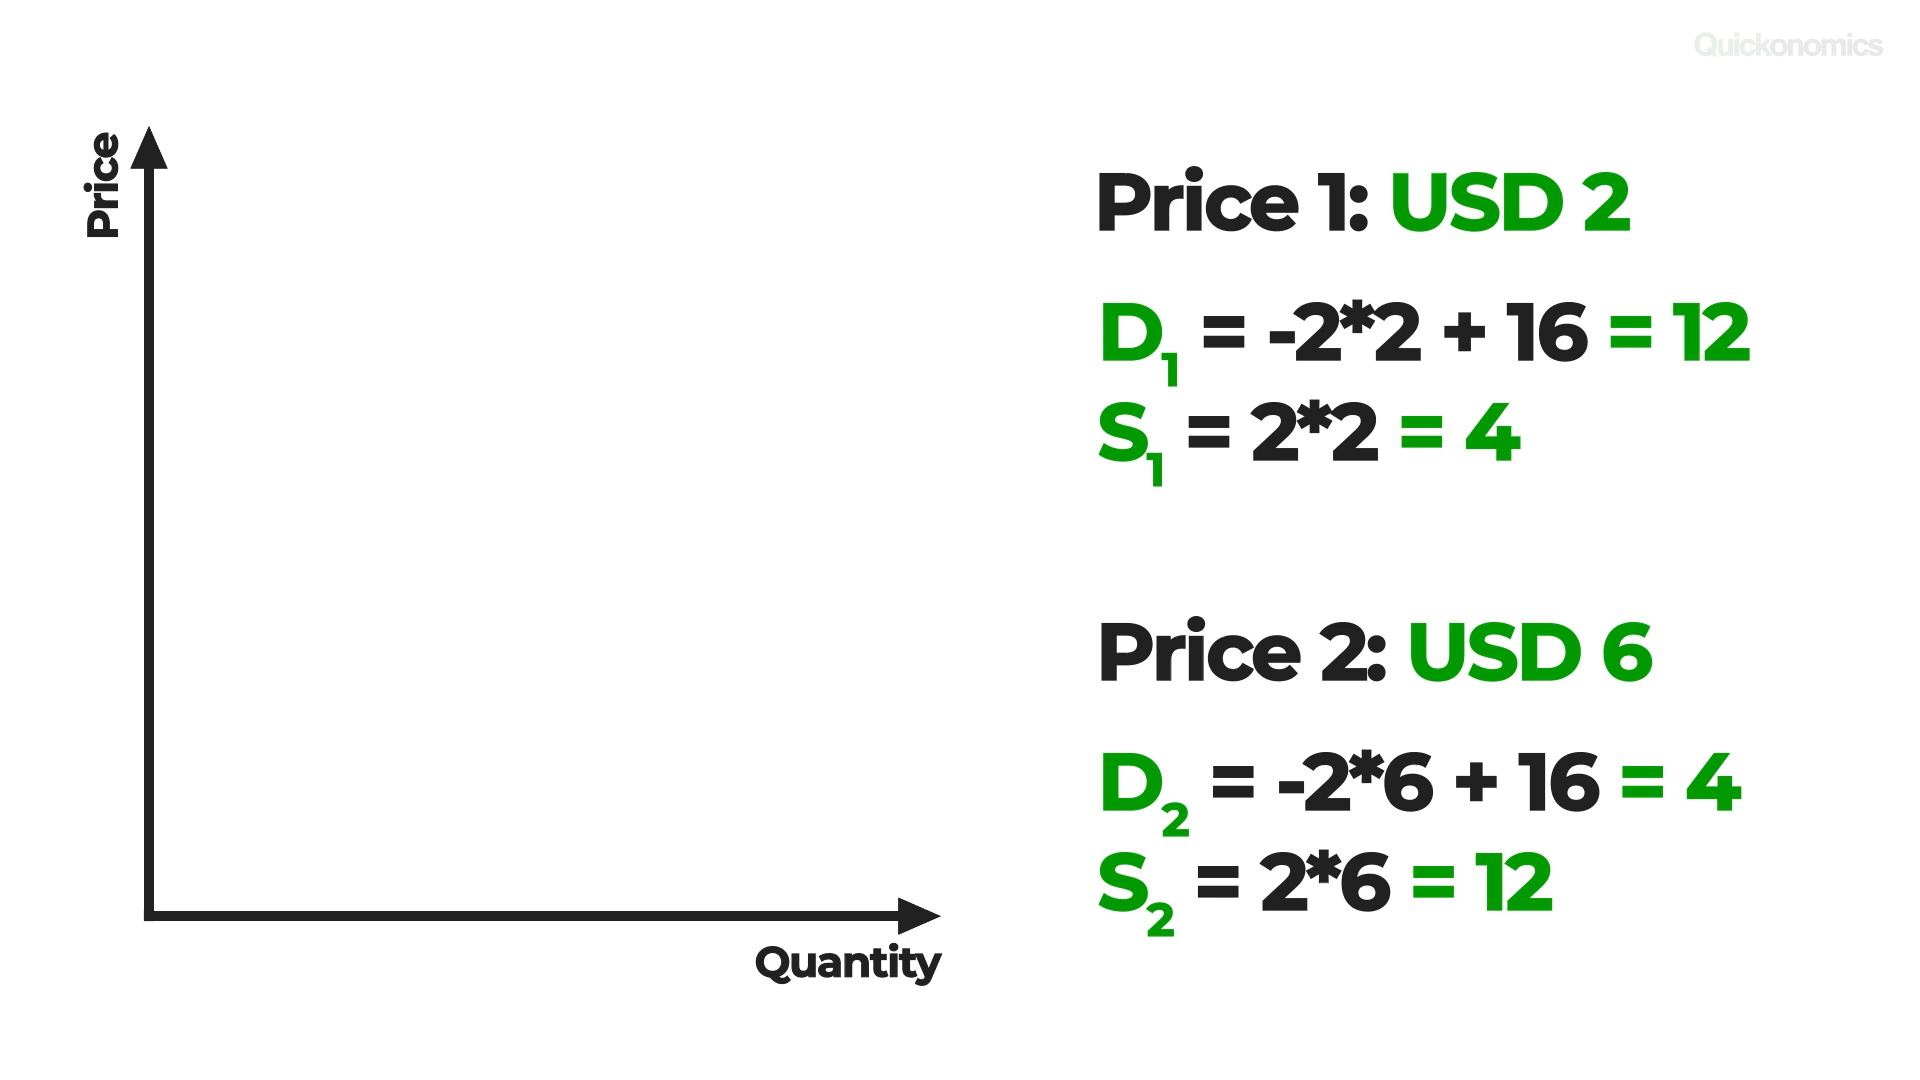 Quickonomics
Price
Quantity
Price 1: USD 2
D₁ = -2*2 + 16 = 12
S₁ = 2*2 = 4
Price 2: USD 6
D₂ = -2*6 + 16 = 4
S₂ = 2*6 = 12